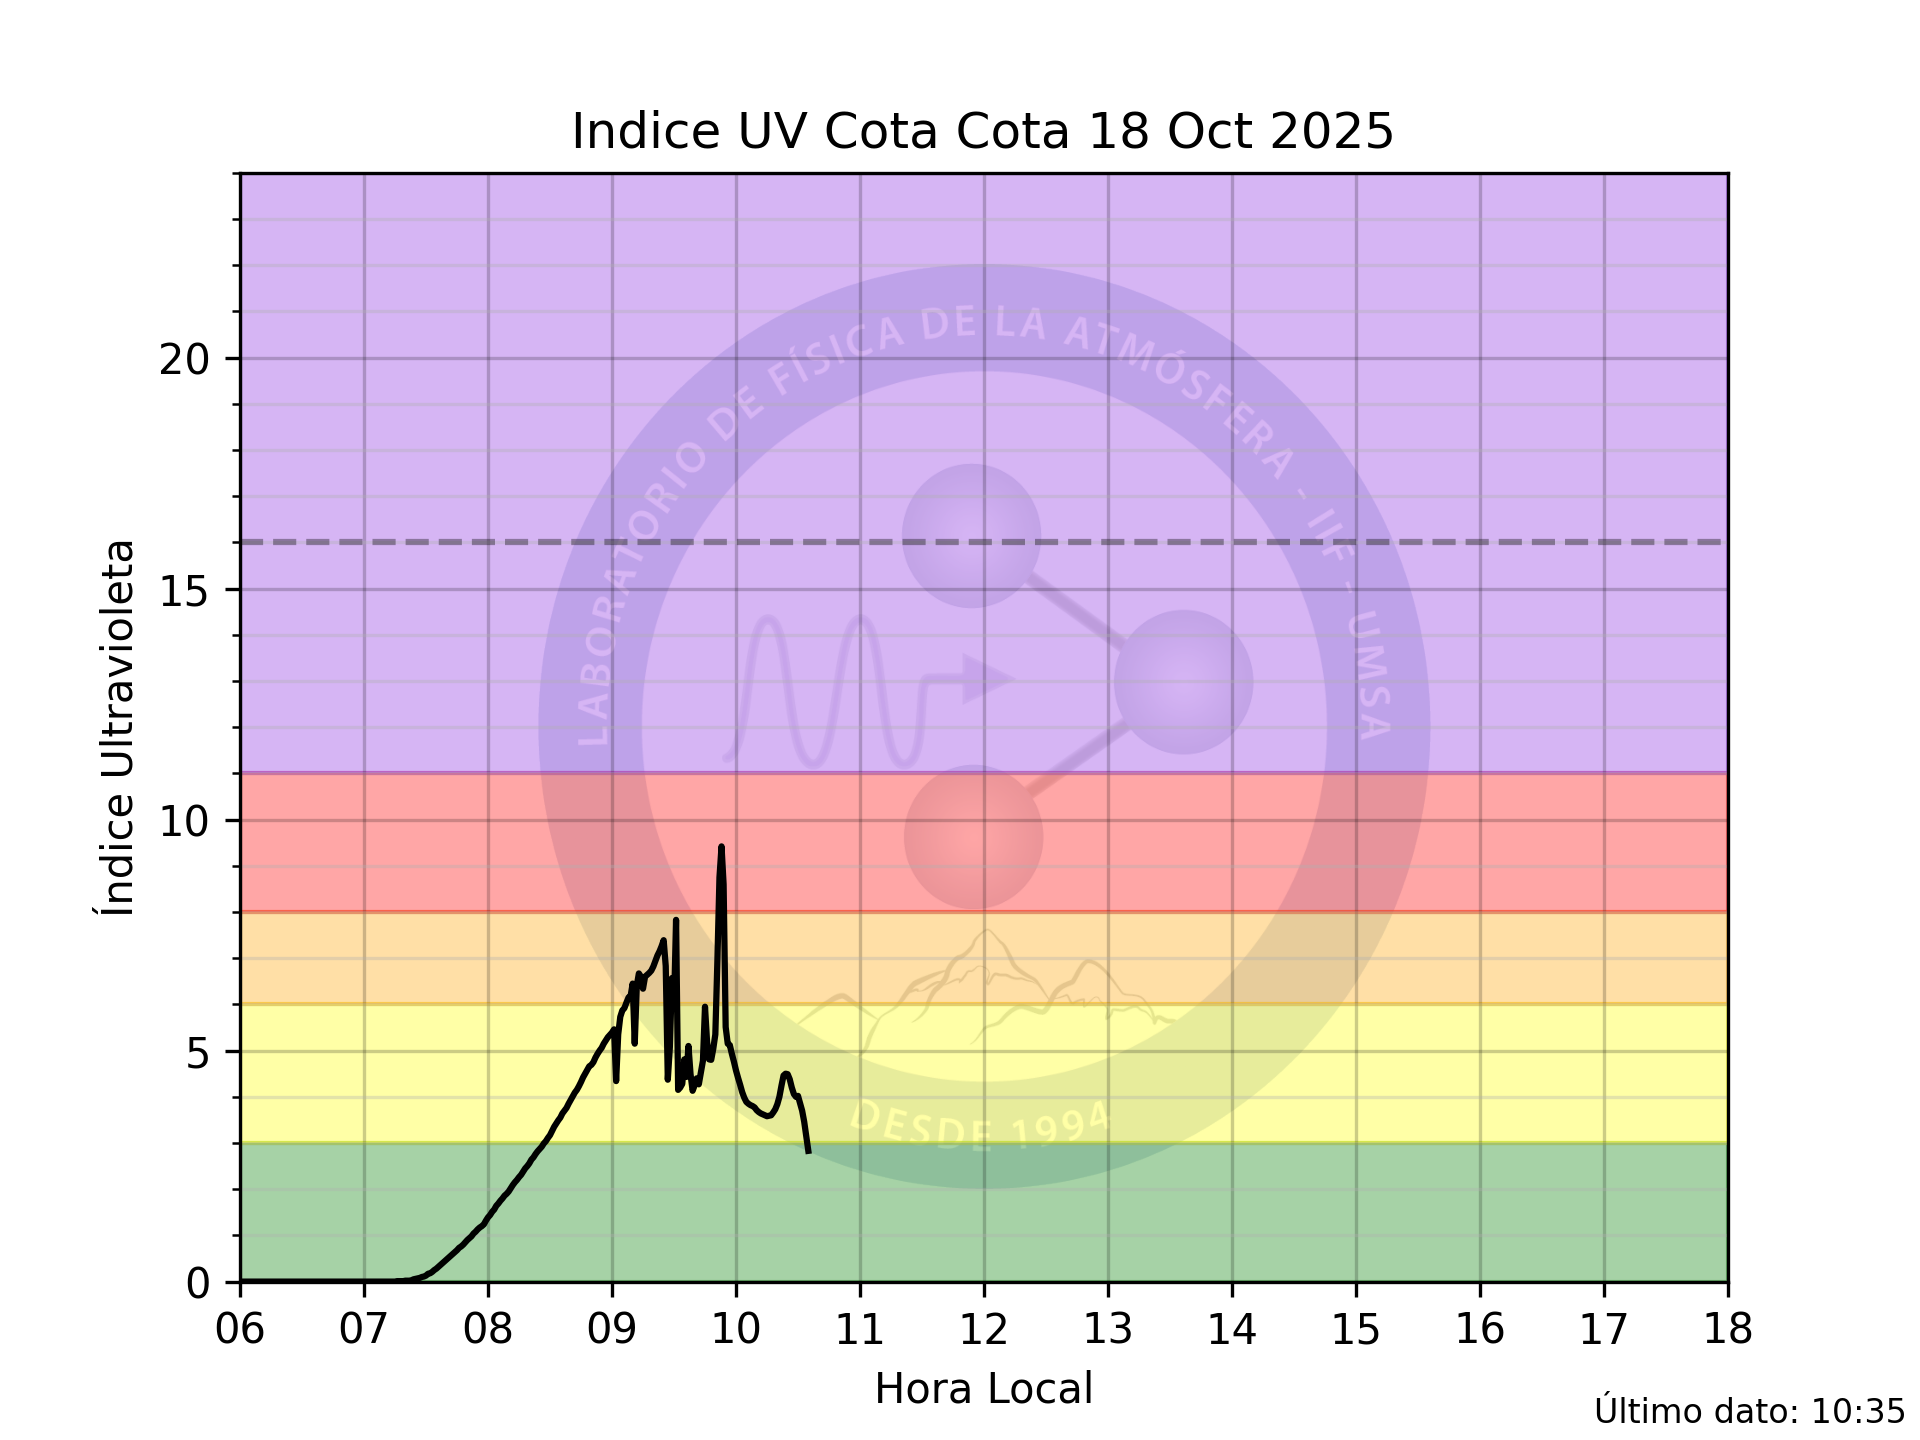 Indice UV Cota Cota 18 Oct 2025
Índice Ultravioleta
20
15
10
5
0
LABORATORIO DE FÍSICA DE LA ATMÓSFERA - IIF - UMSA
DESDE 1994
06 07 08 09 10 11 12 13 14 15 16 17 18
Hora Local
Último dato: 10:35